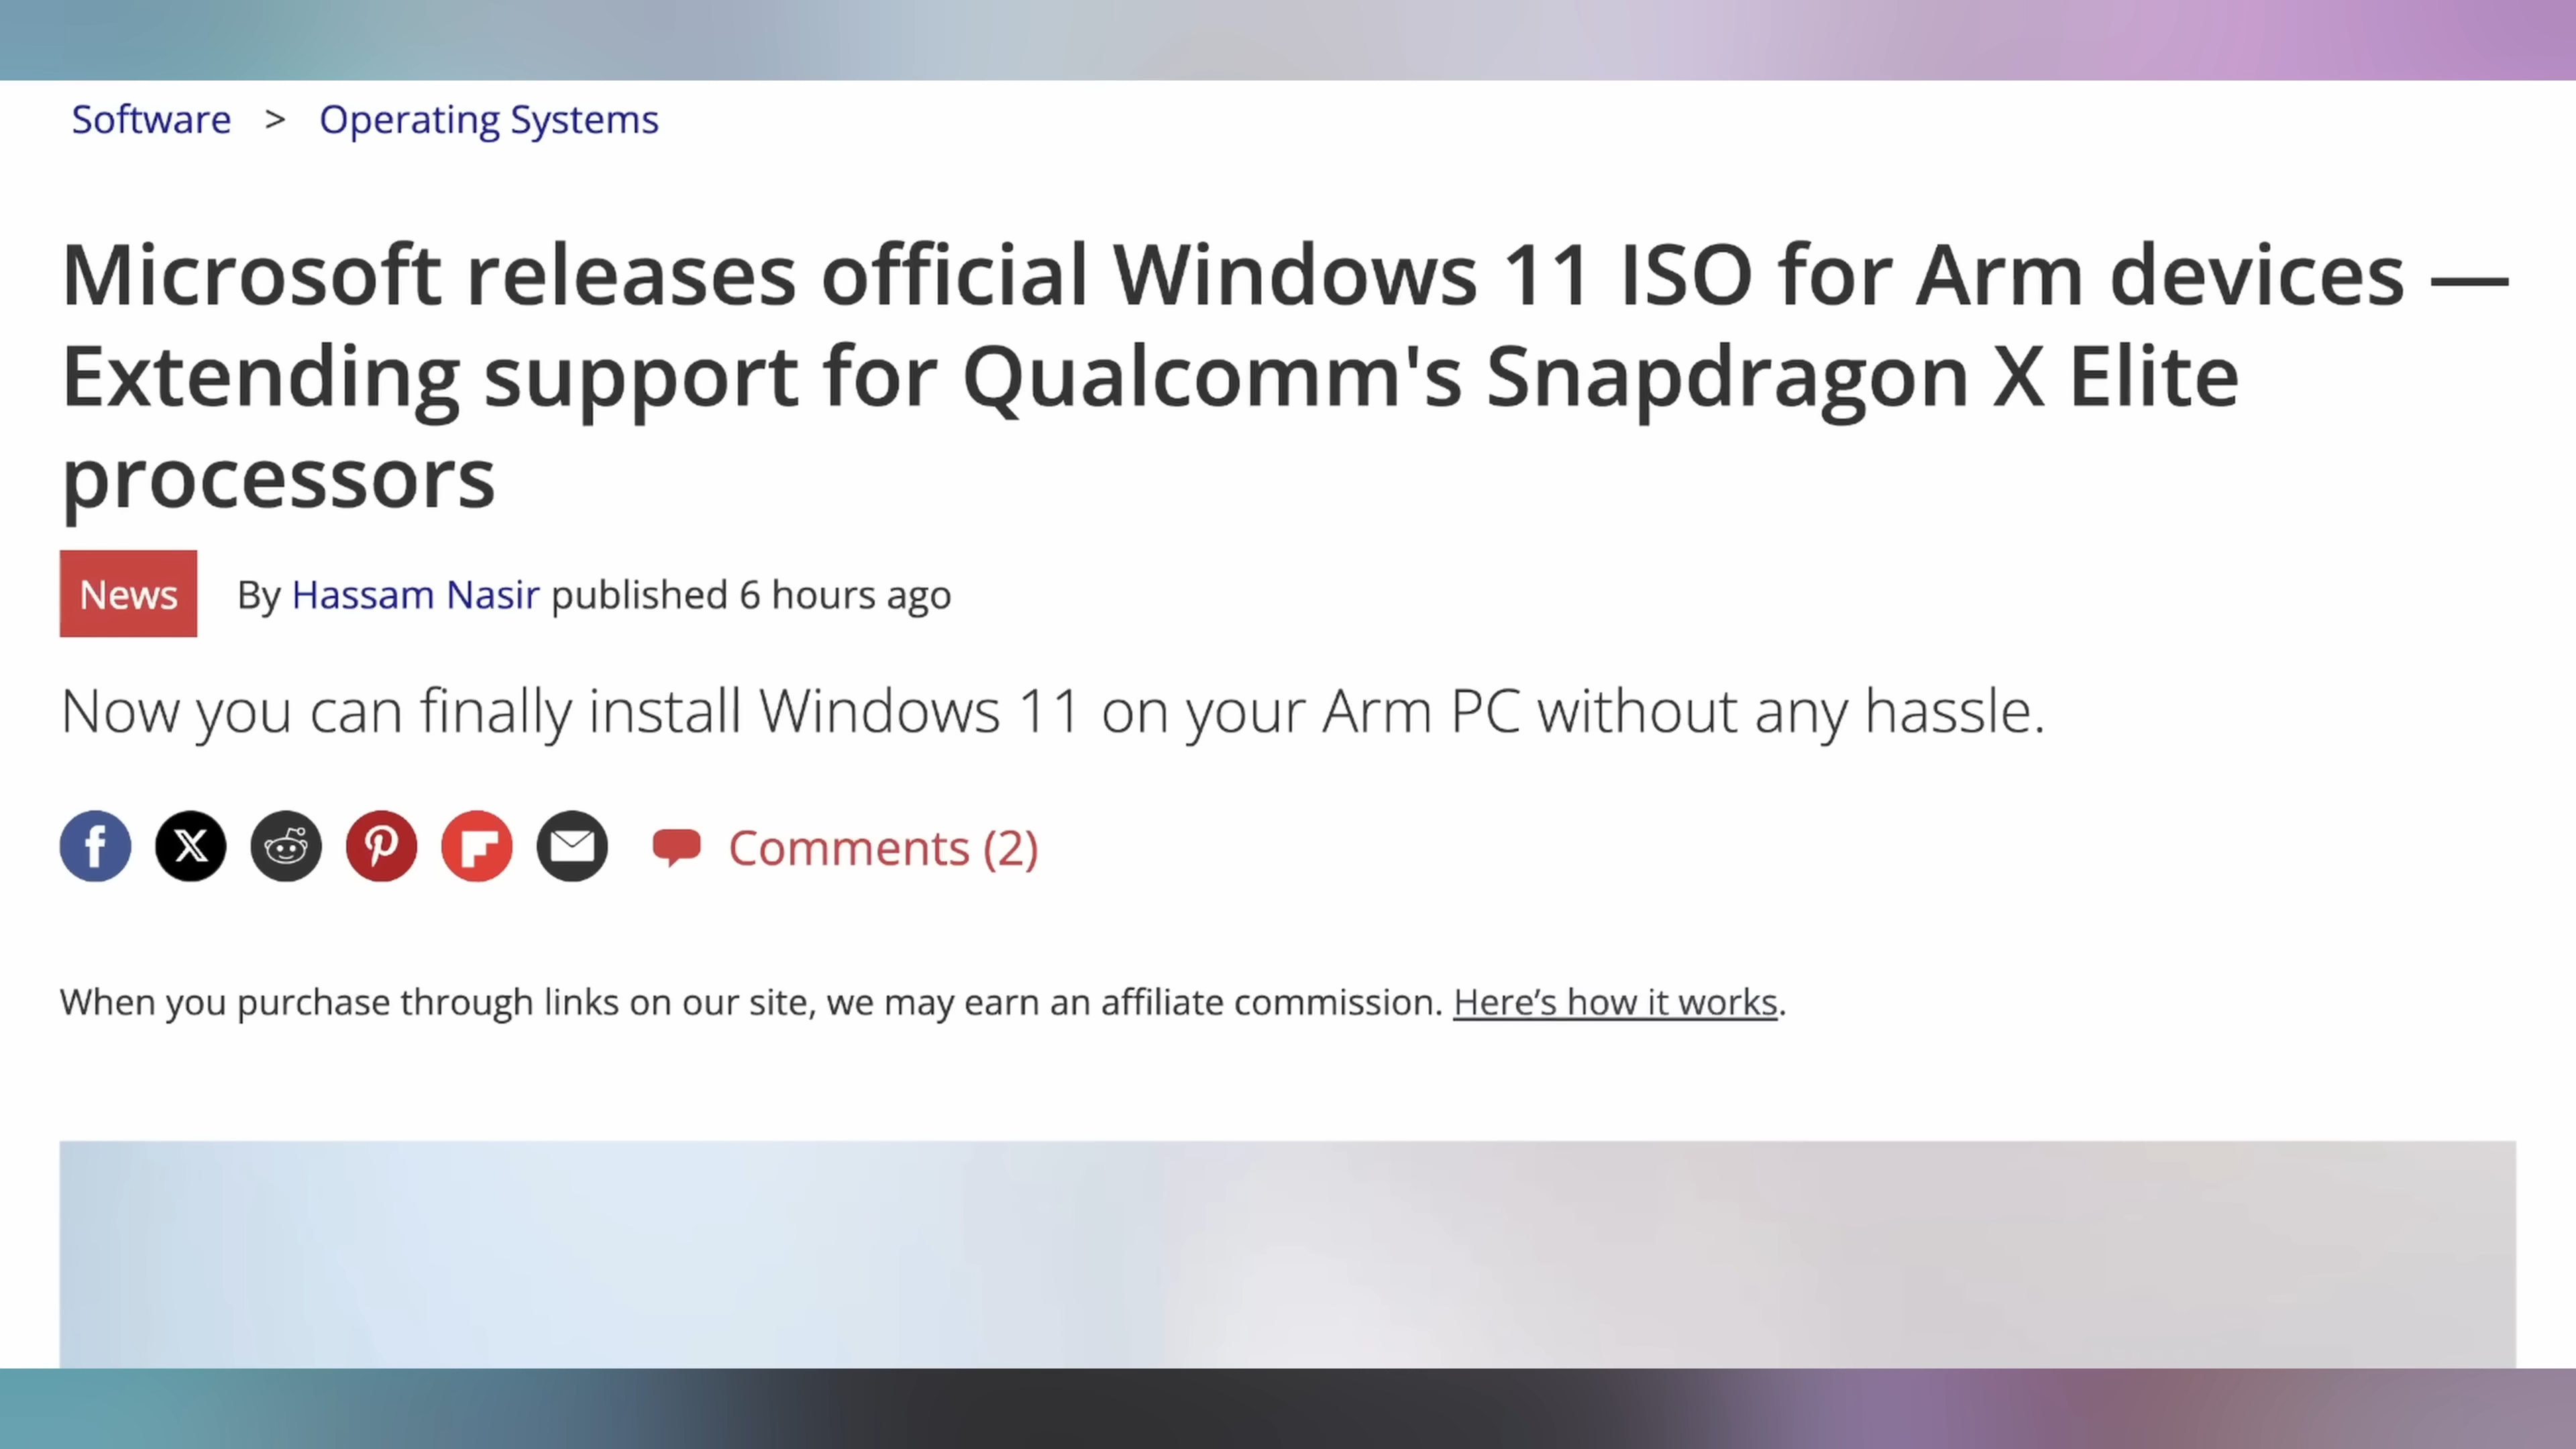 Software > Operating Systems
Microsoft releases official Windows 11 ISO for Arm devices —
Extending support for Qualcomm's Snapdragon X Elite
processors
News By Hassam Nasir published 6 hours ago
Now you can finally install Windows 11 on your Arm PC without any hassle.
Comments (2)
When you purchase through links on our site, we may earn an affiliate commission. Here’s how it works.